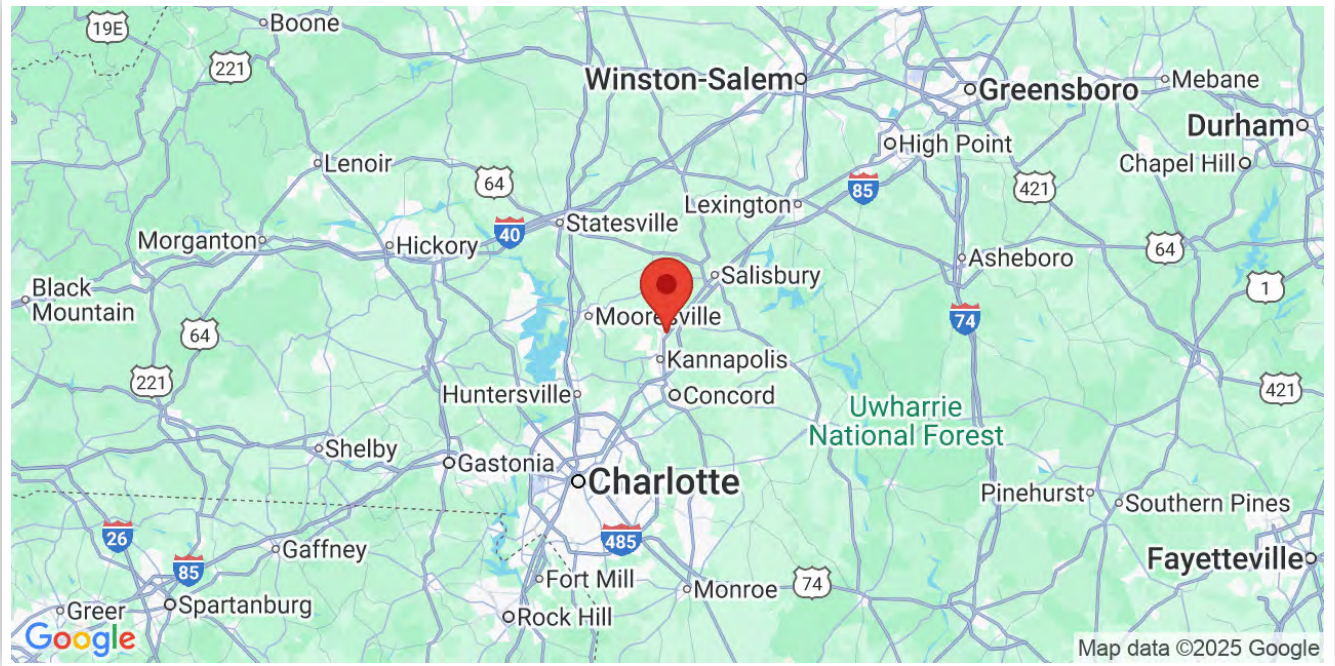 19E
Boone
221
Winston-Salem
Greensboro
Mebane
Durham
High Point
Chapel Hill
Lenoir
64
85
421
Lexington
Statesville
40
Morganton
Hickory
64
Asheboro
Salisbury
Black
Mountain
1
Mooresville
74
64
Kannapolis
221
Huntersville
Concord
421
Uwharrie
National Forest
Shelby
Gastonia
Charlotte
Pinehurst
Southern Pines
26
485
Gaffney
Fayetteville
85
Fort Mill
Monroe
74
Greer
Spartanburg
Rock Hill
Google
Map data ©2025 Google